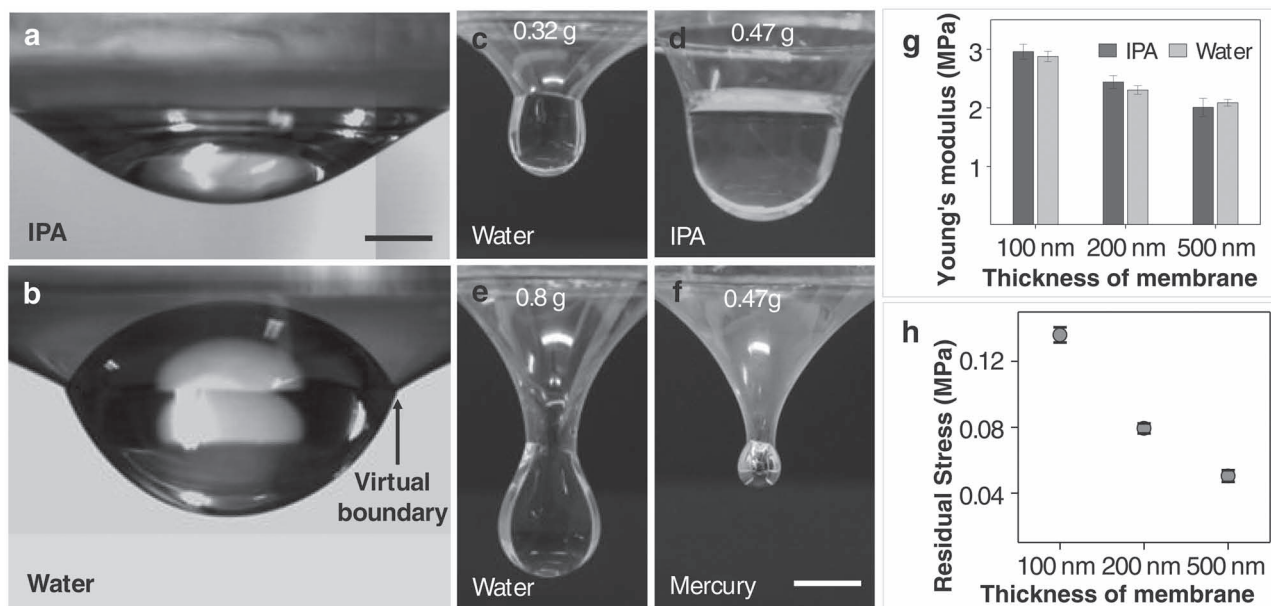 a
IPA
b
Virtual
boundary
Water
c
0.32 g
Water
d
0.47 g
IPA
e
0.8 g
Water
f
0.47g
Mercury
g
Young's modulus (MPa)
3
2
1
IPA
Water
100 nm
200 nm
500 nm
Thickness of membrane
h
Residual Stress (MPa)
0.12
0.08
0.04
100 nm
200 nm
500 nm
Thickness of membrane